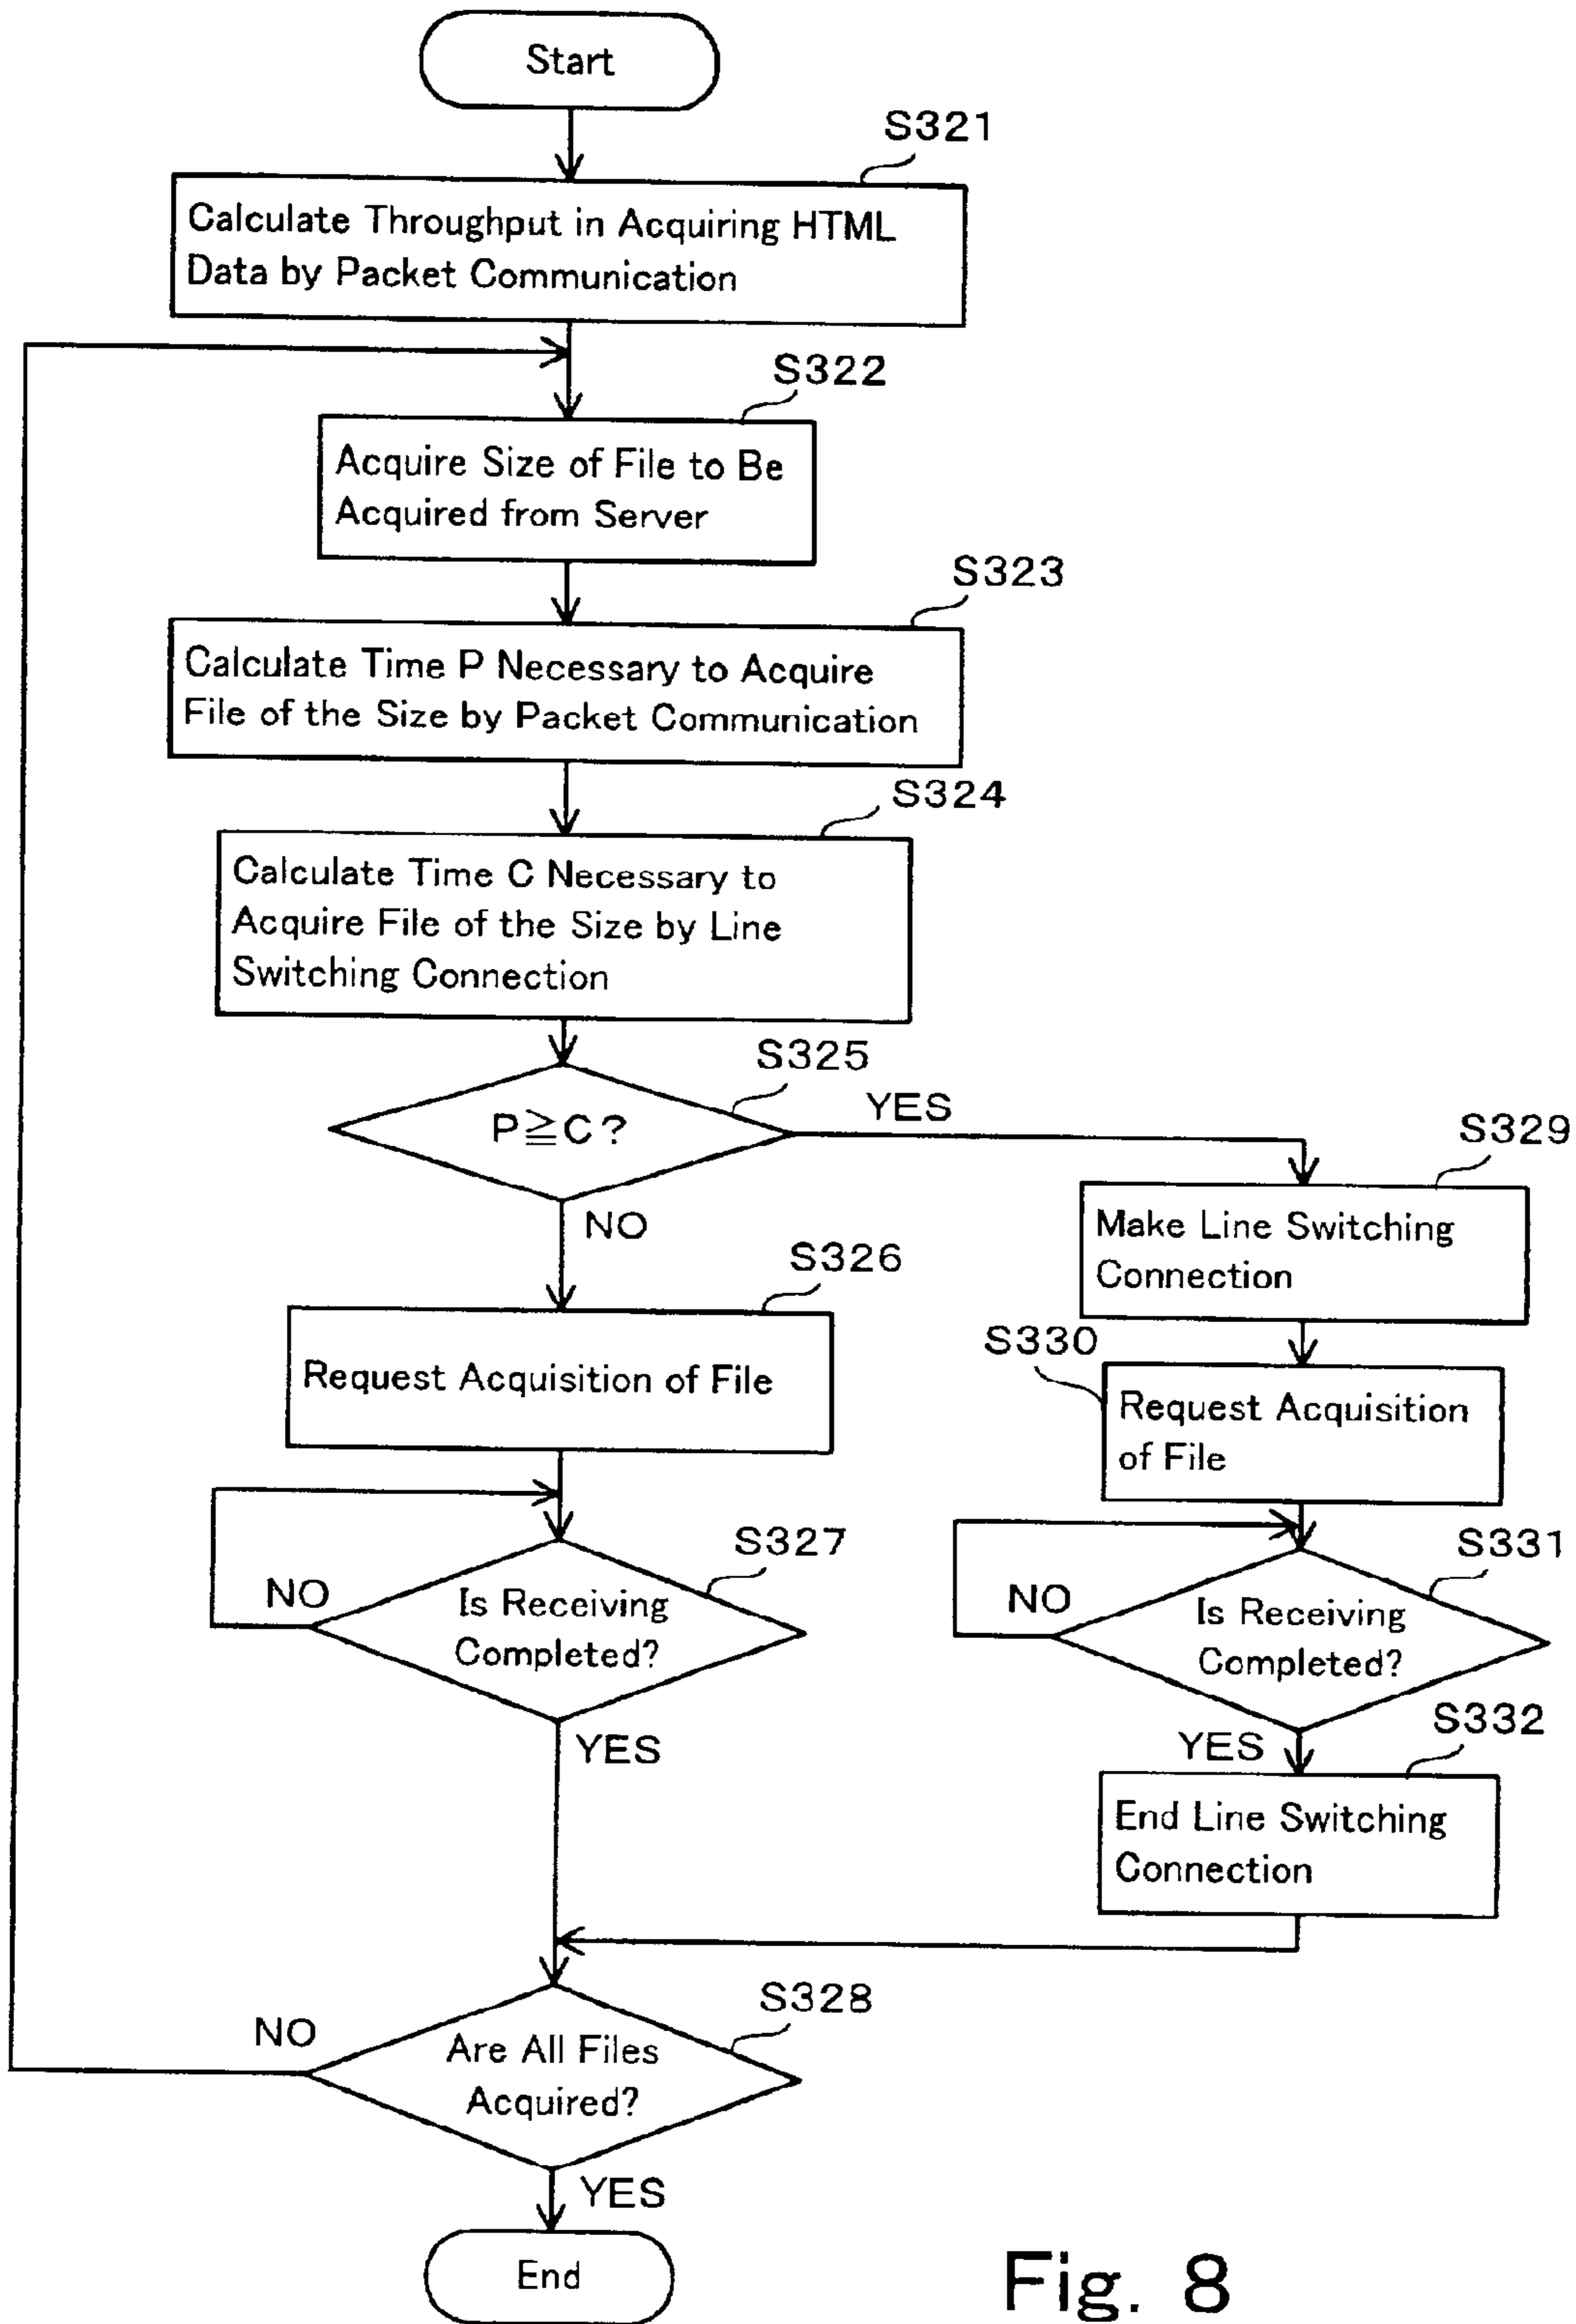 Start
S321
Calculate Throughput in Acquiring HTML
Data by Packet Communication
S322
Acquire Size of File to Be
Acquired from Server
S323
Calculate Time P Necessary to Acquire
File of the Size by Packet Communication
S324
Calculate Time C Necessary to
Acquire File of the Size by Line
Switching Connection
S325
P≧C?
YES
NO
S329
Make Line Switching
Connection
S326
Request Acquisition of File
S330
Request Acquisition
of File
S327
NO
Is Receiving
Completed?
YES
S331
NO
Is Receiving
Completed?
YES
S332
End Line Switching
Connection
S328
NO
Are All Files
Acquired?
YES
End
Fig. 8